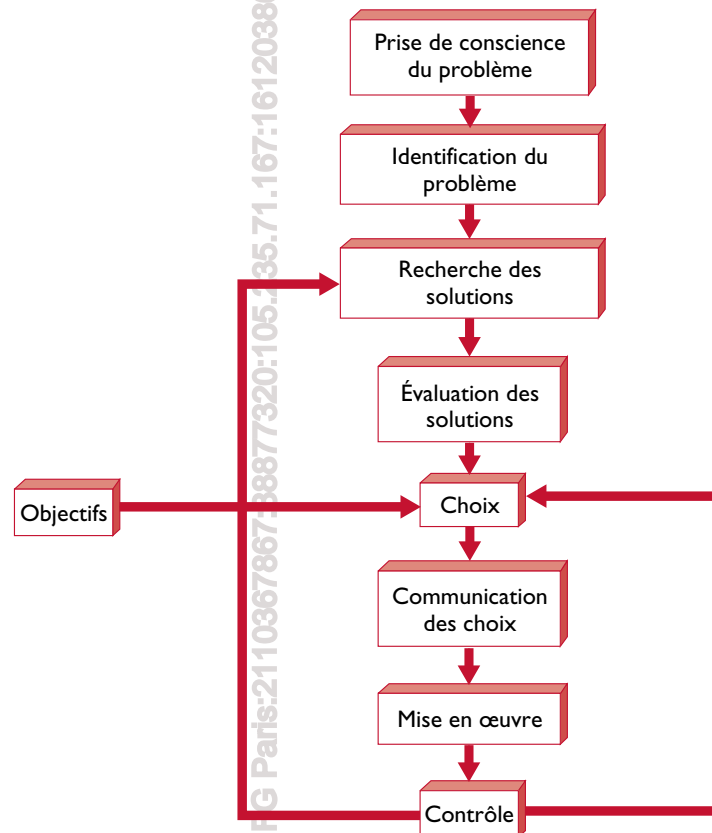 Prise de conscience
du problème
Identification du
problème
Recherche des
solutions
Évaluation des
solutions
Objectifs
Choix
Communication
des choix
Mise en œuvre
Contrôle